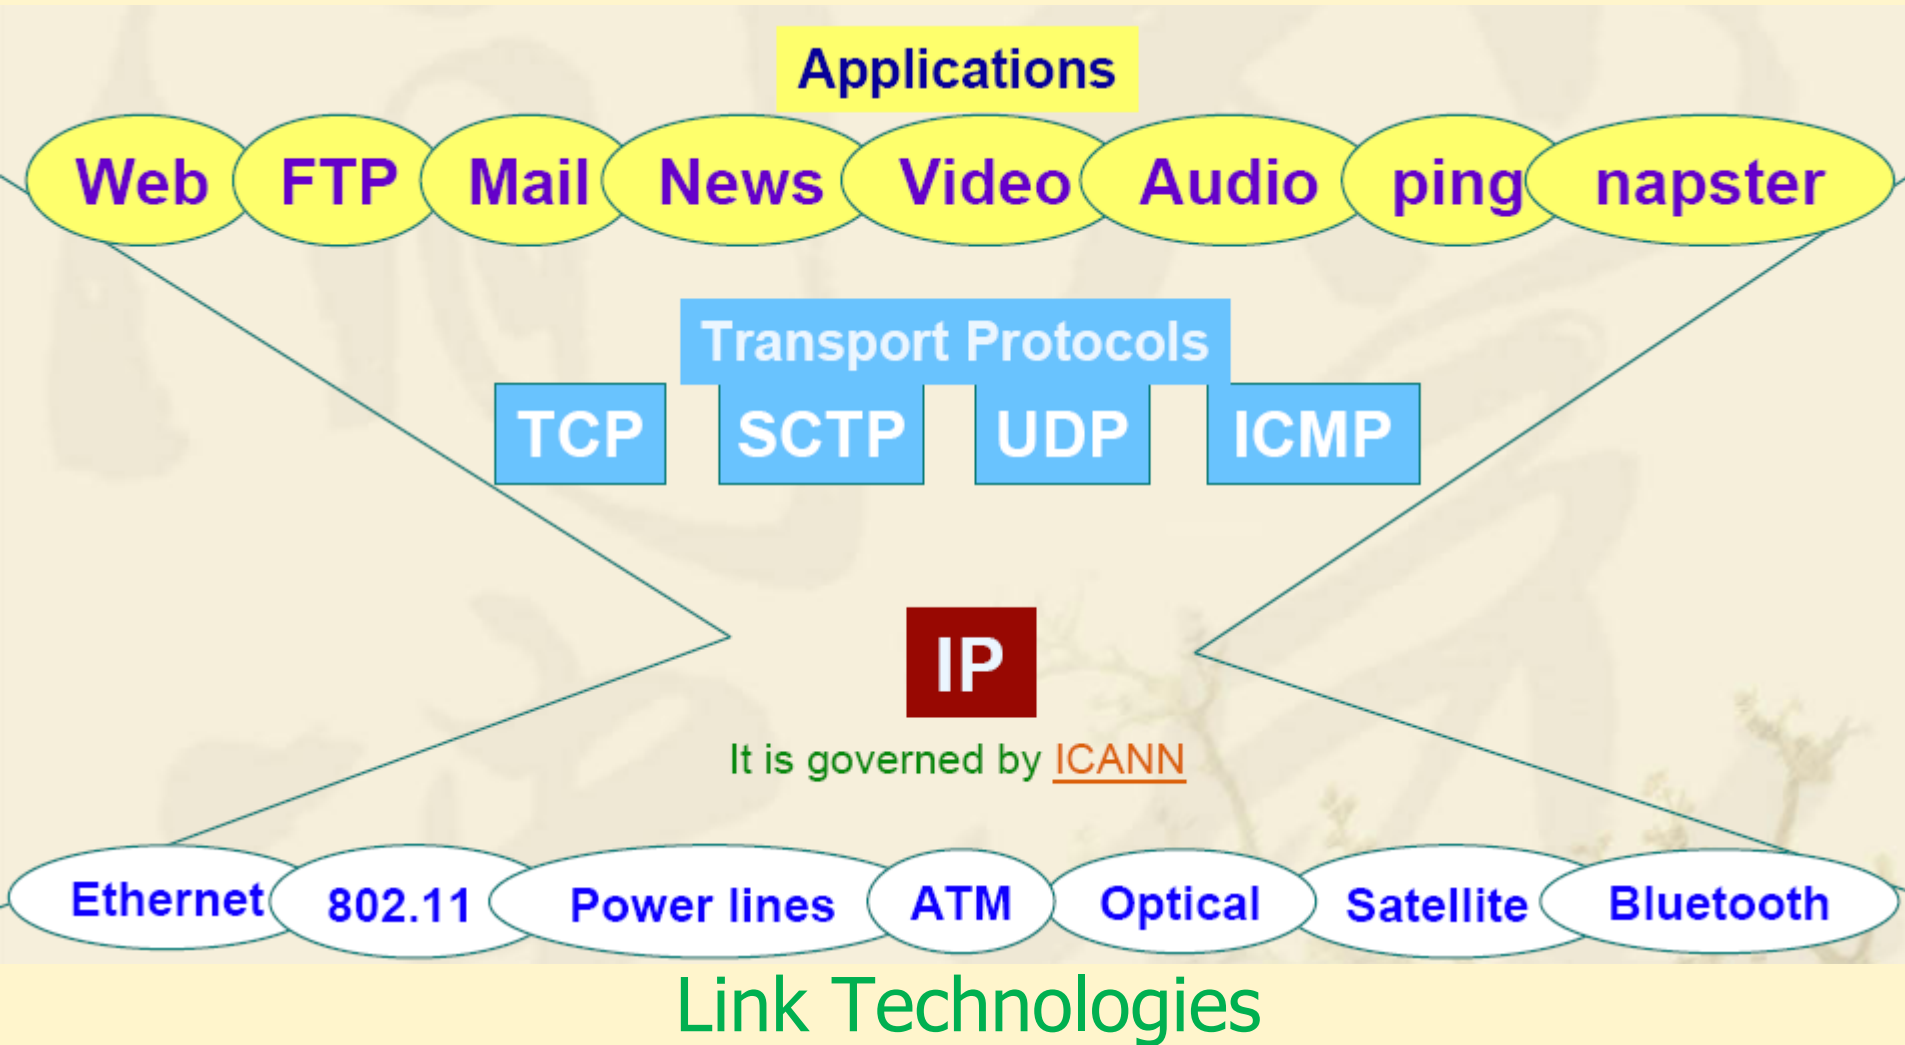 Applications
Web FTP Mail News Video Audio ping napster
Transport Protocols
TCP SCTP UDP ICMP
IP
It is governed by ICANN
Ethernet 802.11 Power lines ATM Optical Satellite Bluetooth
Link Technologies